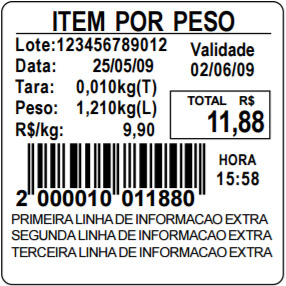 ITEM POR PESO
Lote:123456789012
Validade
Data: 25/05/09
02/06/09
Tara: 0,010kg(T)
Peso: 1,210kg(L)
TOTAL R$
R$/kg: 9,90
11,88
HORA
15:58
2 000010 011880
PRIMEIRA LINHA DE INFORMACAO EXTRA
SEGUNDA LINHA DE INFORMACAO EXTRA
TERCEIRA LINHA DE INFORMACAO EXTRA